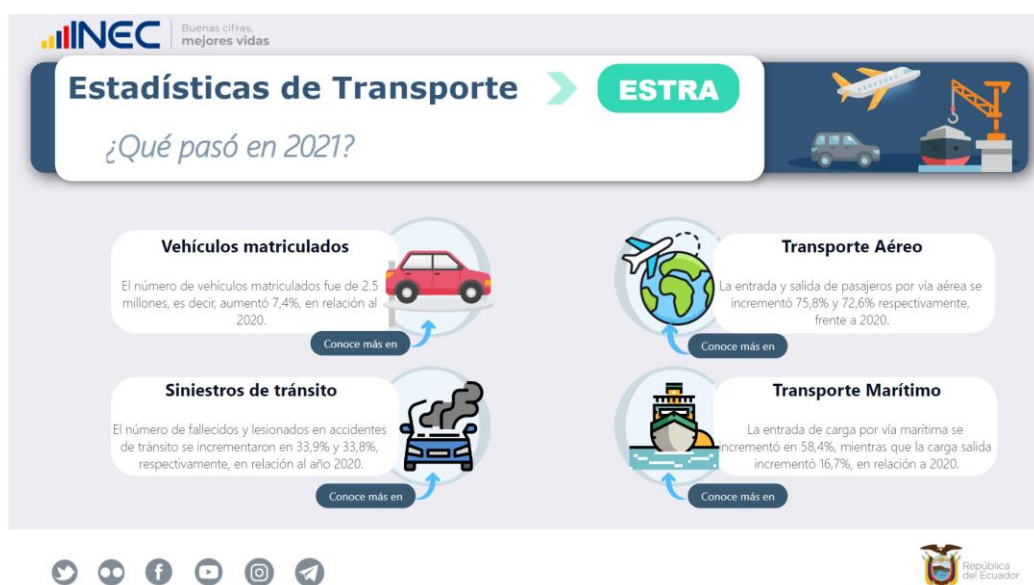 INEC
Buenas cifras,
mejores vidas
Estadísticas de Transporte
ESTRA
¿Qué pasó en 2021?
Vehículos matriculados
El número de vehículos matriculados fue de 2.5
millones, es decir, aumentó 7,4%, en relación al
2020.
Conoce más en
Transporte Aéreo
La entrada y salida de pasajeros por vía aérea se
incrementó 75,8% y 72,6% respectivamente,
frente a 2020.
Conoce más en
Siniestros de tránsito
El número de fallecidos y lesionados en accidentes
de tránsito se incrementaron en 33,9% y 33,8%,
respectivamente, en relación al año 2020.
Conoce más en
Transporte Marítimo
La entrada de carga por vía marítima se
incrementó en 58,4%, mientras que la carga salida
incrementó 16,7%, en relación a 2020.
Conoce más en
República
del Ecuador